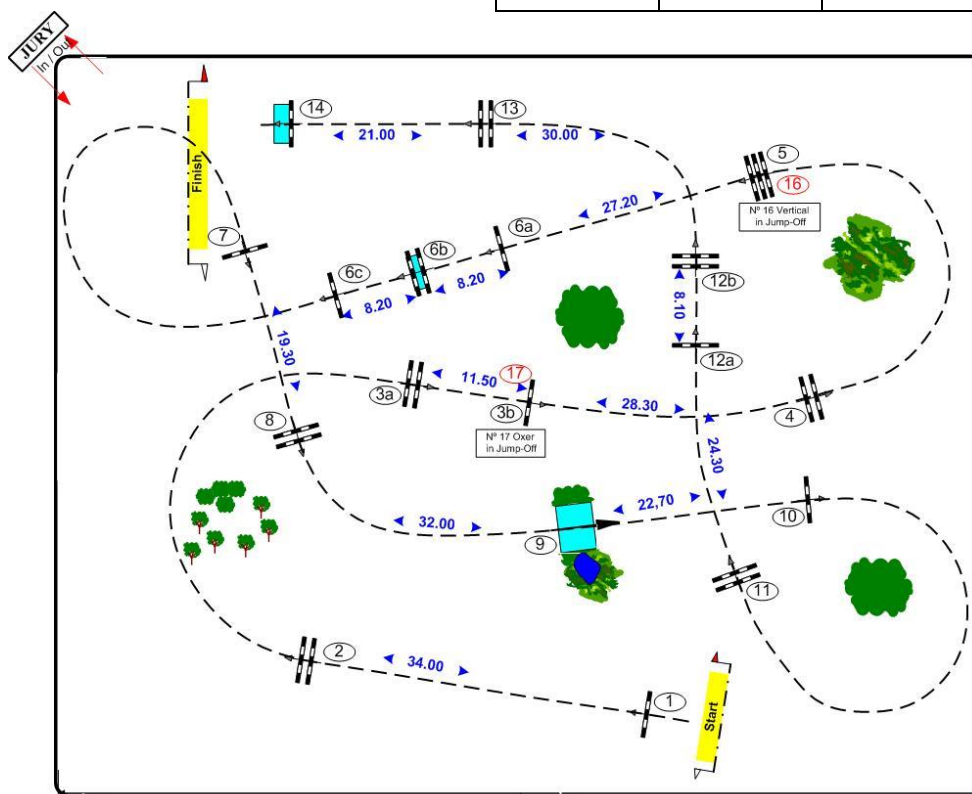 JURY
In / Out
Finish
14
21.00
13
30.00
5
16
Nº 16 Vertical
in Jump-Off
27.20
6a
6b
6c
8.20
8.20
7
12b
8.10
12a
19.30
3a
11.50
17
3b
Nº 17 Oxer
in Jump-Off
28.30
4
8
24.30
32.00
9
22,70
10
11
2
34.00
1
Start